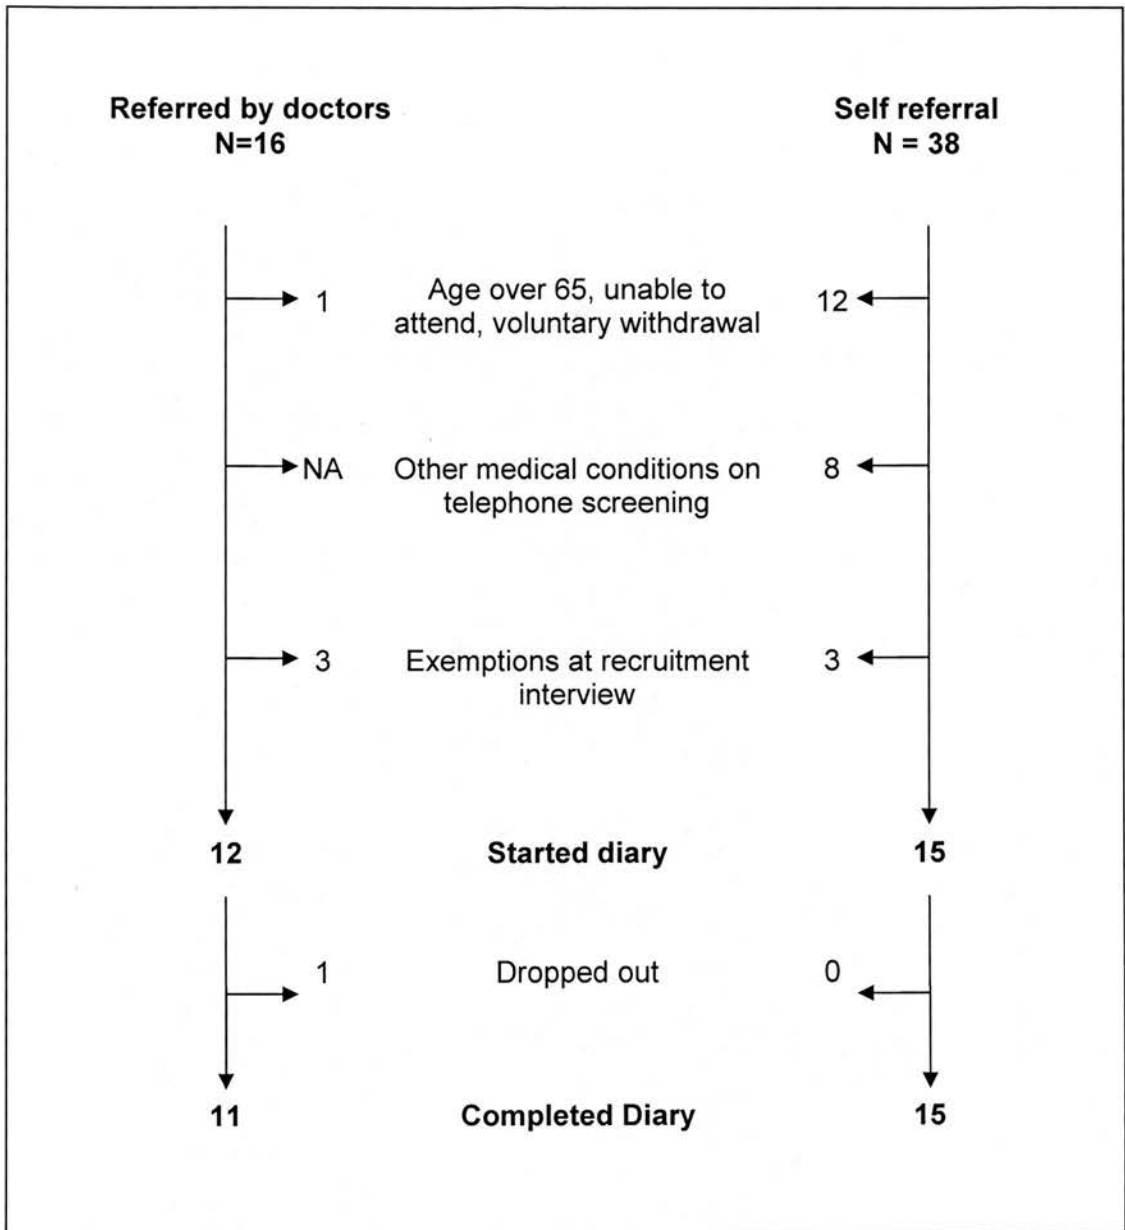 Referred by doctors
N=16
Self referral
N = 38
1
Age over 65, unable to
attend, voluntary withdrawal
12
NA
Other medical conditions on
telephone screening
8
3
Exemptions at recruitment
interview
3
12
Started diary
15
1
Dropped out
0
11
Completed Diary
15